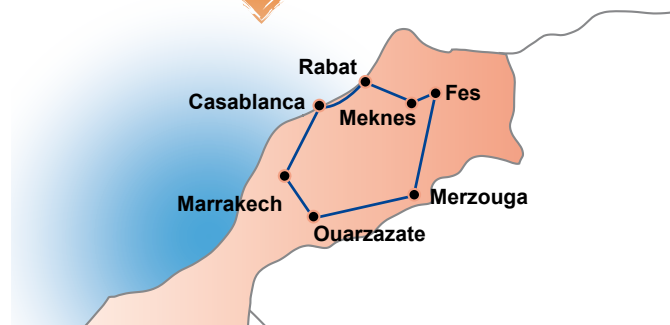 Rabat
Casablanca
Fes
Meknes
Marrakech
Merzouga
Ouarzazate